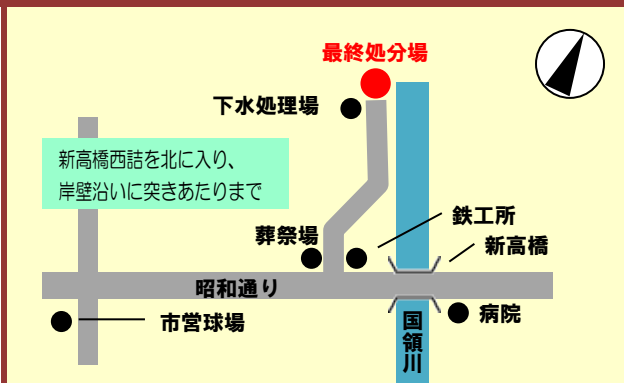 最終処分場
下水処理場
新高橋西詰を北に入り、
岸壁沿いに突きあたりまで
鉄工所
葬祭場
新高橋
昭和通り
市営球場
国領川
病院